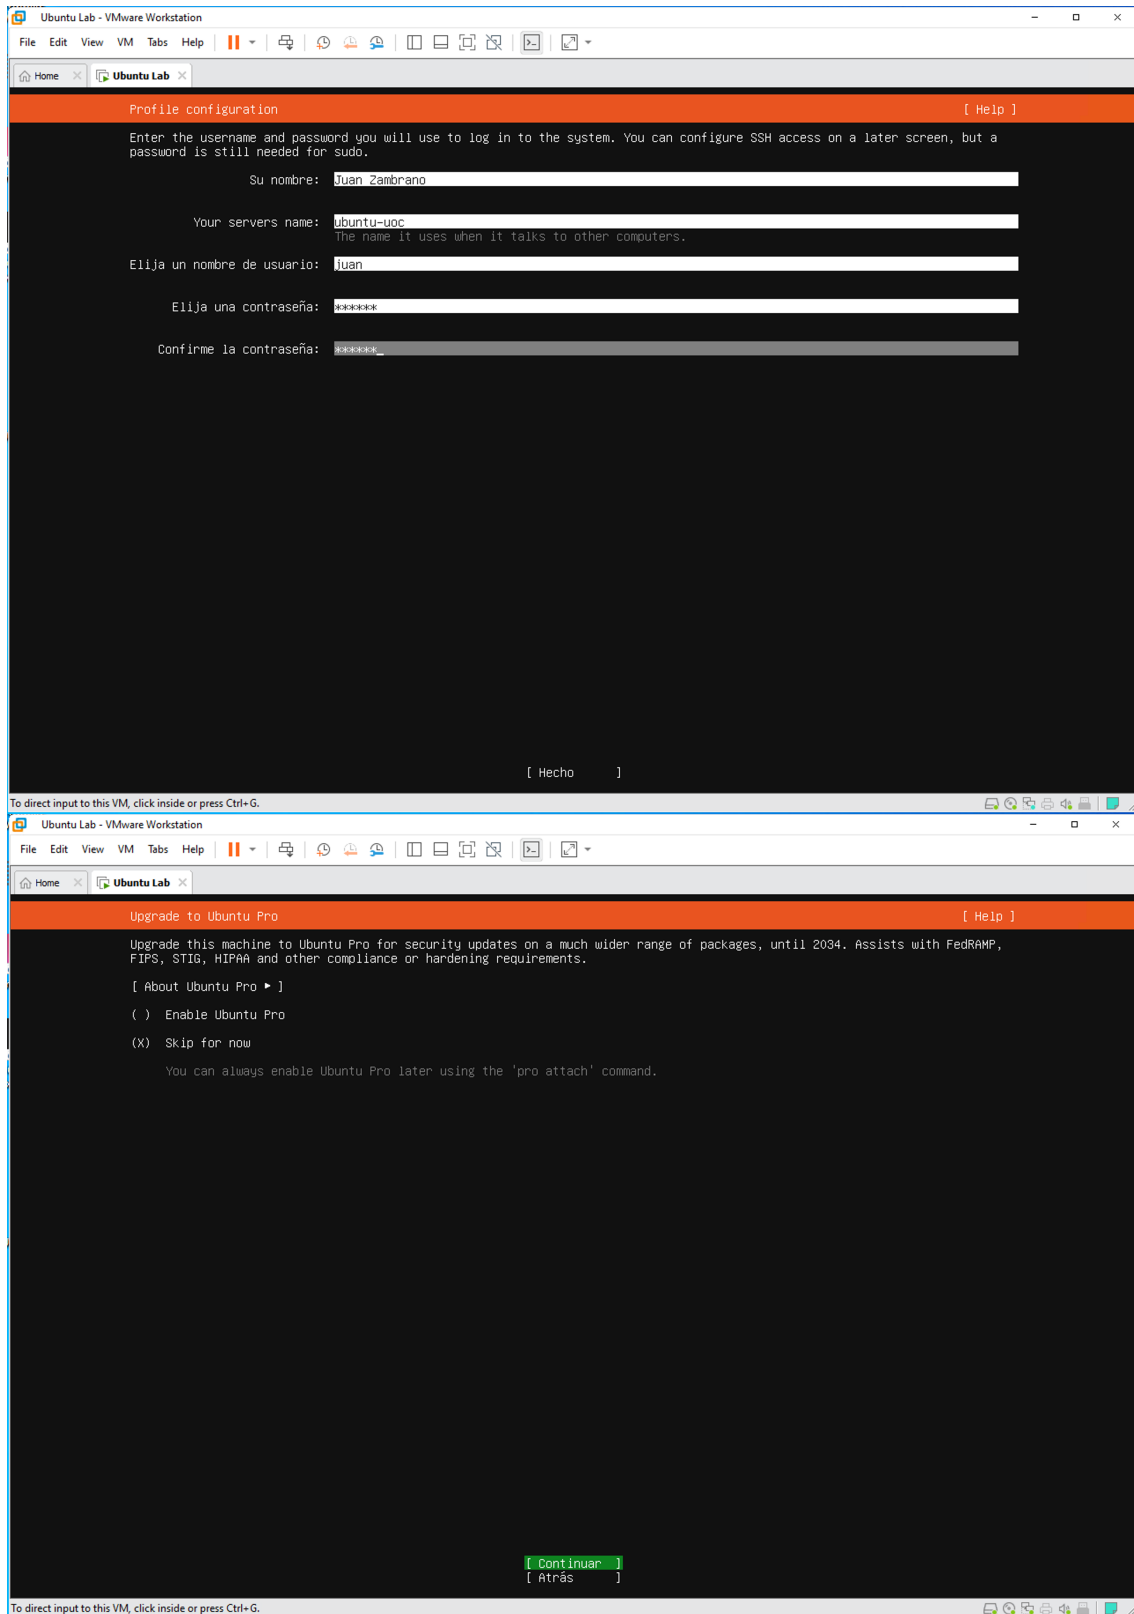 Ubuntu Lab - VMware Workstation
File Edit View VM Tabs Help
Home Ubuntu Lab
Profile configuration [ Help ]
Enter the username and password you will use to log in to the system. You can configure SSH access on a later screen, but a
password is still needed for sudo.
Su nombre: Juan Zambrano
Your servers name: ubuntu-uoc
The name it uses when it talks to other computers.
Elija un nombre de usuario: juan
Elija una contraseña: ******
Confirme la contraseña: ******_
[ Hecho ]
To direct input to this VM, click inside or press Ctrl+G.
Ubuntu Lab - VMware Workstation
File Edit View VM Tabs Help
Home Ubuntu Lab
Upgrade to Ubuntu Pro [ Help ]
Upgrade this machine to Ubuntu Pro for security updates on a much wider range of packages, until 2034. Assists with FedRAMP,
FIPS, STIG, HIPAA and other compliance or hardening requirements.
[ About Ubuntu Pro ▸ ]
( ) Enable Ubuntu Pro
(X) Skip for now
You can always enable Ubuntu Pro later using the 'pro attach' command.
[ Continuar ]
[ Atrás ]
To direct input to this VM, click inside or press Ctrl+G.